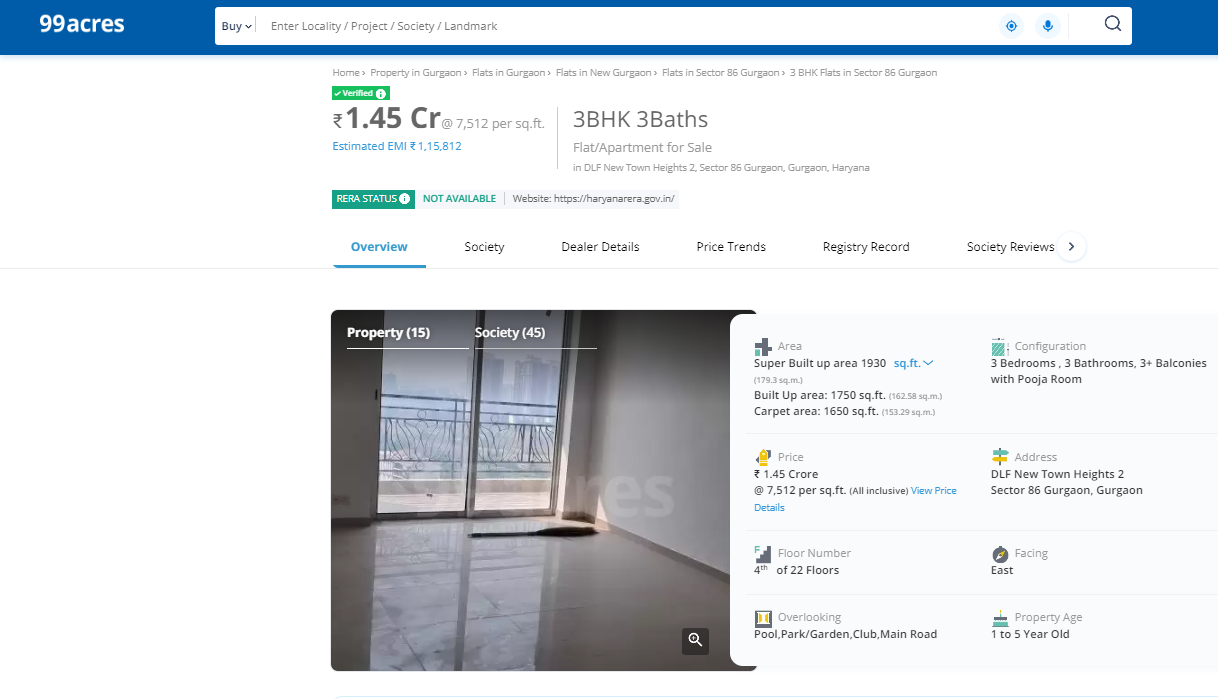 99acres
Buy
Enter Locality / Project / Society / Landmark
Home › Property in Gurgaon › Flats in Gurgaon › Flats in New Gurgaon › Flats in Sector 86 Gurgaon › 3 BHK Flats in Sector 86 Gurgaon
Verified
₹1.45 Cr @ 7,512 per sq.ft.
Estimated EMI ₹1,15,812
3BHK 3Baths
Flat/Apartment for Sale
in DLF New Town Heights 2, Sector 86 Gurgaon, Gurgaon, Haryana
RERA STATUS NOT AVAILABLE Website: https://haryanarera.gov.in/
Overview Society Dealer Details Price Trends Registry Record Society Reviews
Property (15) Society (45)
acres
Area
Super Built up area 1930 sq.ft.
(179.3 sq.m.)
Built Up area: 1750 sq.ft. (162.58 sq.m.)
Carpet area: 1650 sq.ft. (153.29 sq.m.)
Configuration
3 Bedrooms , 3 Bathrooms, 3+ Balconies
with Pooja Room
Price
₹ 1.45 Crore
@ 7,512 per sq.ft. (All inclusive) View Price
Details
Address
DLF New Town Heights 2
Sector 86 Gurgaon, Gurgaon
Floor Number
4th of 22 Floors
Facing
East
Overlooking
Pool,Park/Garden,Club,Main Road
Property Age
1 to 5 Year Old